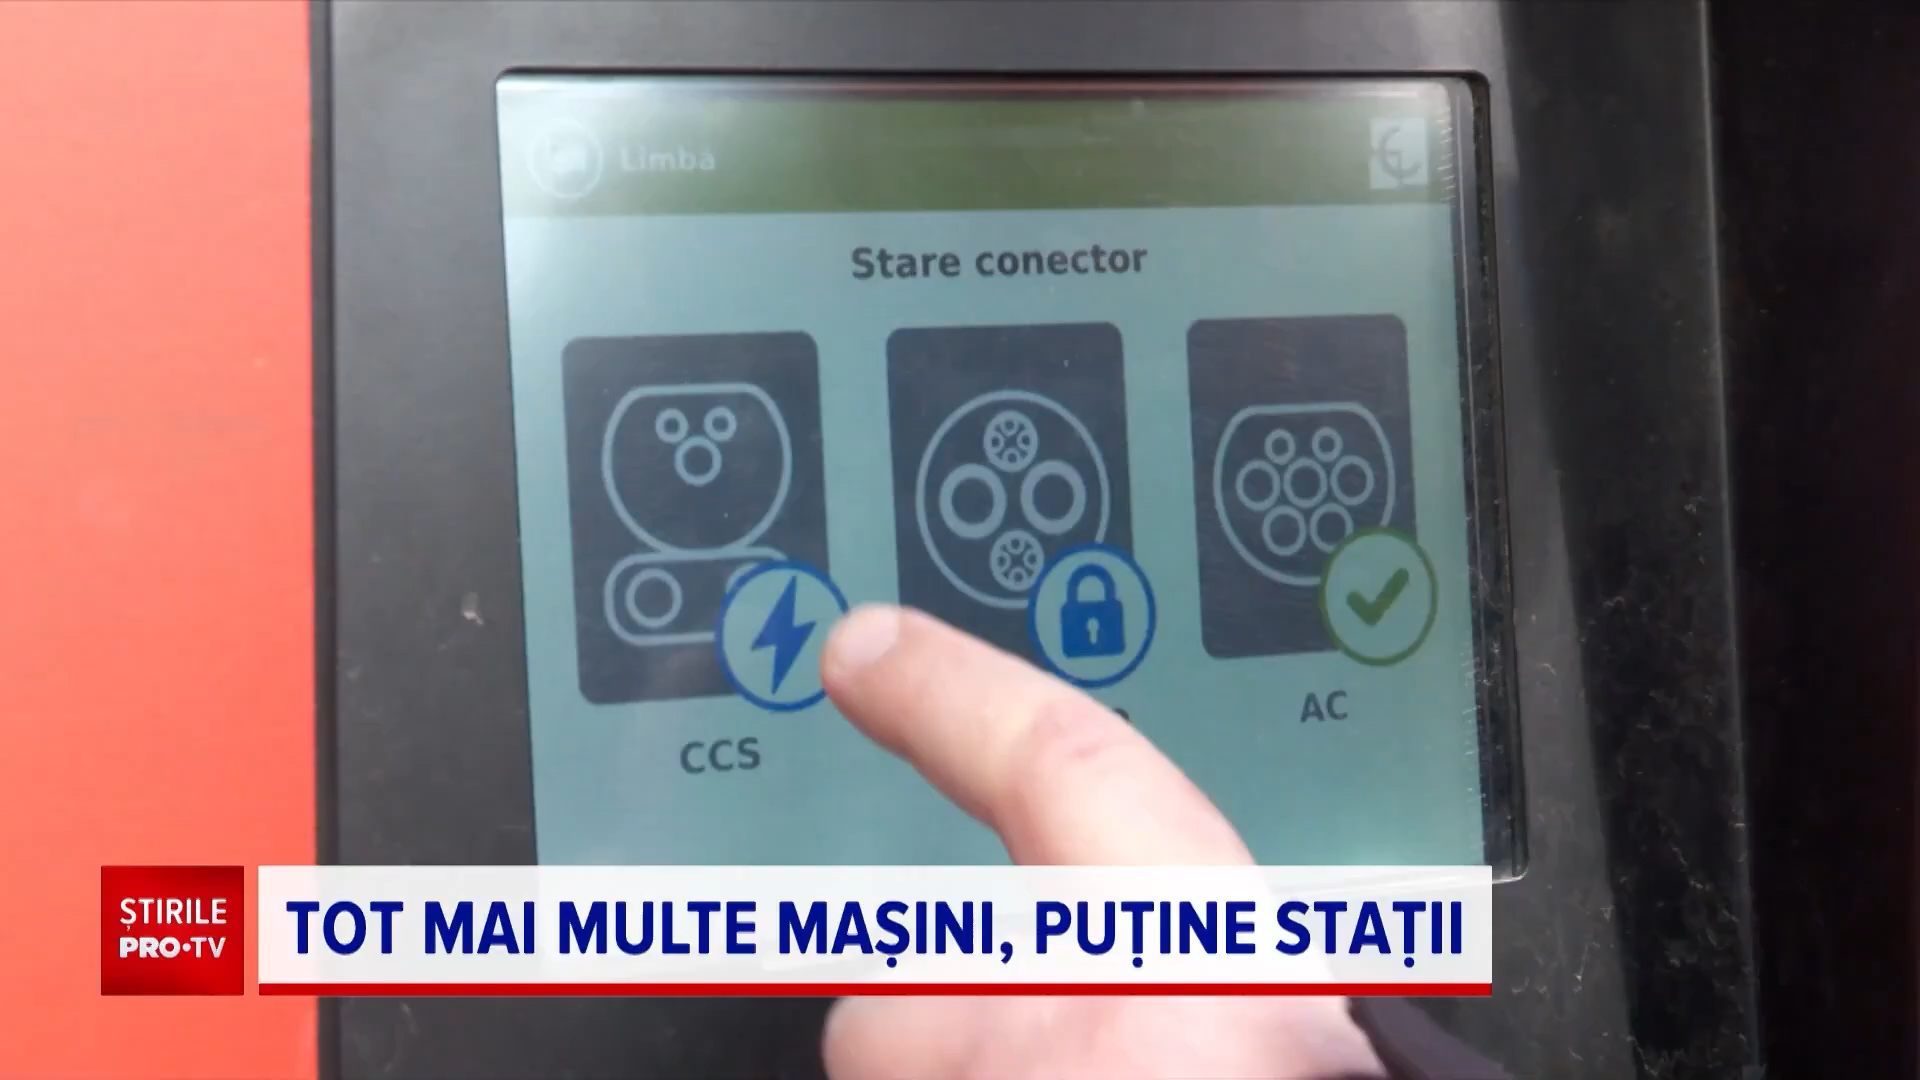 Limbă
Stare conector
CCS
AC
ȘTIRILE
PRO•TV
TOT MAI MULTE MAȘINI, PUȚINE STAȚII